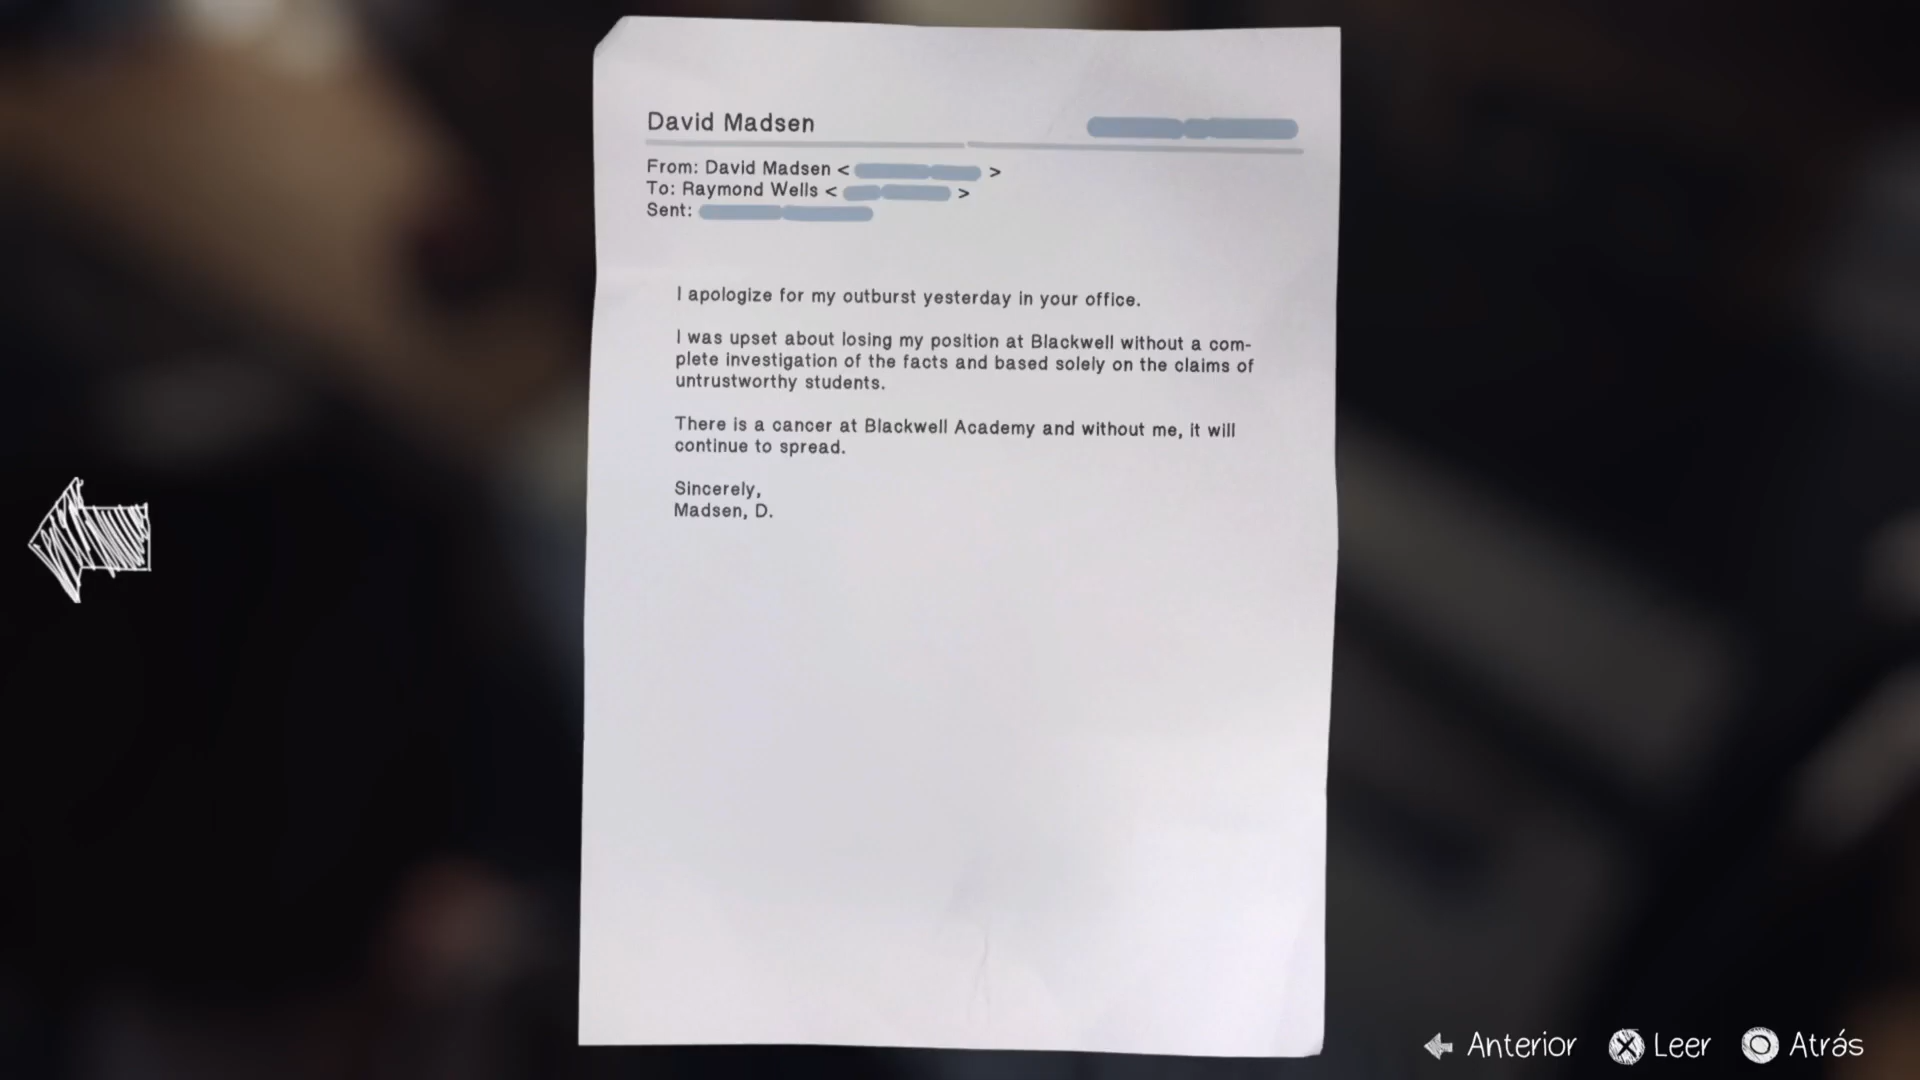 David Madsen
From: David Madsen < >
To: Raymond Wells < >
Sent:
I apologize for my outburst yesterday in your office.
I was upset about losing my position at Blackwell without a com-
plete investigation of the facts and based solely on the claims of
untrustworthy students.
There is a cancer at Blackwell Academy and without me, it will
continue to spread.
Sincerely,
Madsen, D.
Anterior Leer Atrás